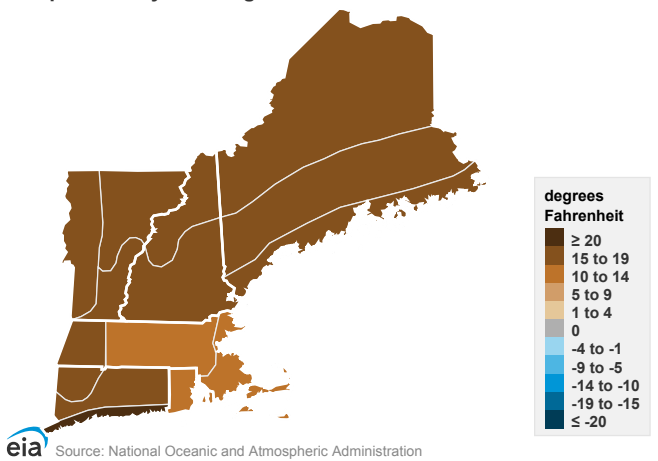 degrees
Fahrenheit
≥ 20
15 to 19
10 to 14
5 to 9
1 to 4
0
-4 to -1
-9 to -5
-14 to -10
-19 to -15
≤ -20
eia Source: National Oceanic and Atmospheric Administration